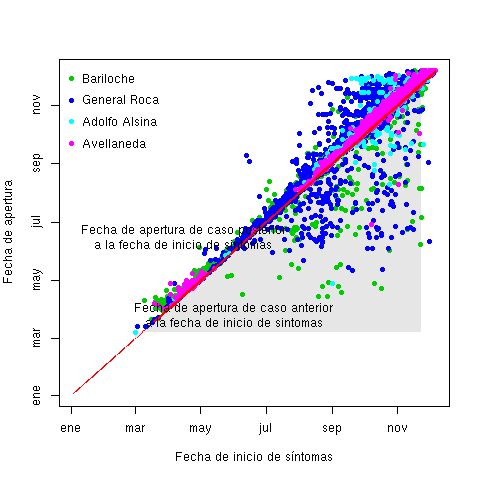 Bariloche
General Roca
Adolfo Alsina
Avellaneda
Fecha de apertura de caso posterior
a la fecha de inicio de síntomas
Fecha de apertura de caso anterior
a la fecha de inicio de sintomas
Fecha de apertura
ene
mar
may
jul
sep
nov
ene
mar
may
jul
sep
nov
Fecha de inicio de síntomas